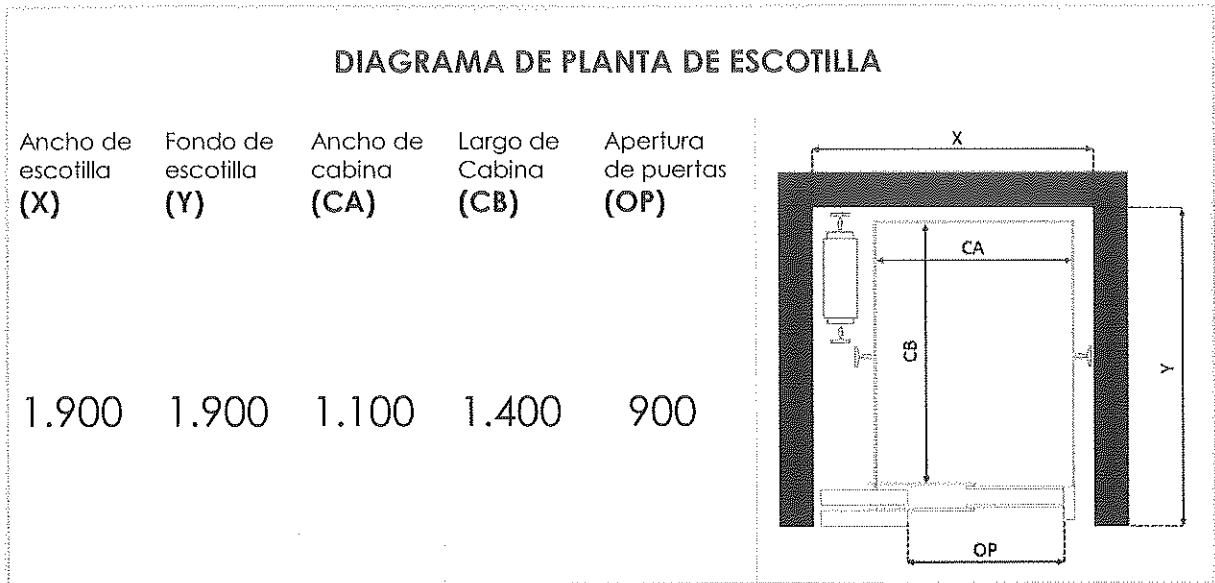 DIAGRAMA DE PLANTA DE ESCOTILLA
Ancho de escotilla (X)
Fondo de escotilla (Y)
Ancho de cabina (CA)
Largo de Cabina (CB)
Apertura de puertas (OP)
1.900 1.900 1.100 1.400 900
X
CA
CB
Y
OP